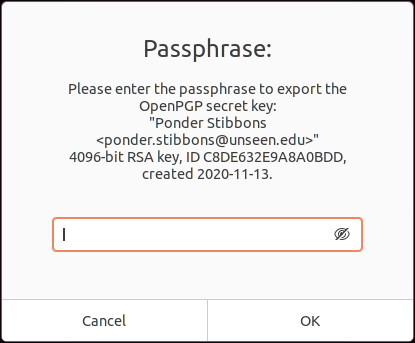 Passphrase:
Please enter the passphrase to export the
OpenPGP secret key:
"Ponder Stibbons
<ponder.stibbons@unseen.edu>"
4096-bit RSA key, ID C8DE632E9A8A0BDD,
created 2020-11-13.
Cancel
OK